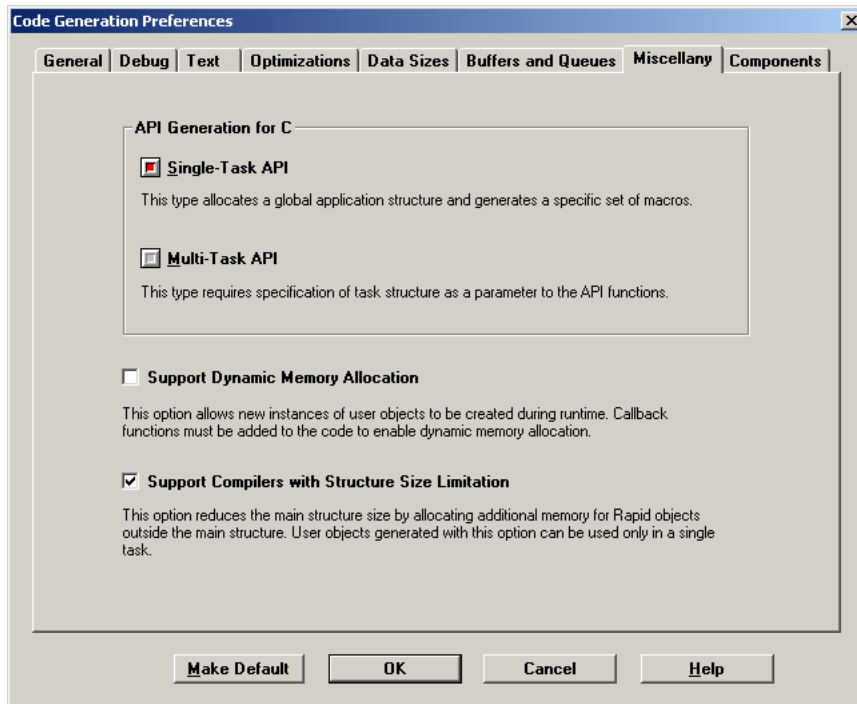 Code Generation Preferences
General Debug Text Optimizations Data Sizes Buffers and Queues Miscellany Components
API Generation for C
Single-Task API
This type allocates a global application structure and generates a specific set of macros.
Multi-Task API
This type requires specification of task structure as a parameter to the API functions.
Support Dynamic Memory Allocation
This option allows new instances of user objects to be created during runtime. Callback
functions must be added to the code to enable dynamic memory allocation.
Support Compilers with Structure Size Limitation
This option reduces the main structure size by allocating additional memory for Rapid objects
outside the main structure. User objects generated with this option can be used only in a single
task.
Make Default OK Cancel Help